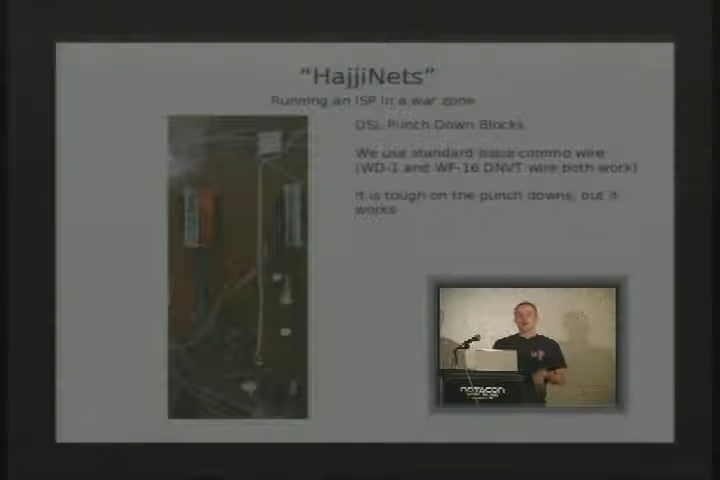 "HajjiNets"
Running an ISP in a war zone
DSL Punch Down Blocks
We use standard issue commo wire
(WD-1 and WF-16 DNVT wire both work)
It is tough on the punch downs, but it
works
NOTACON